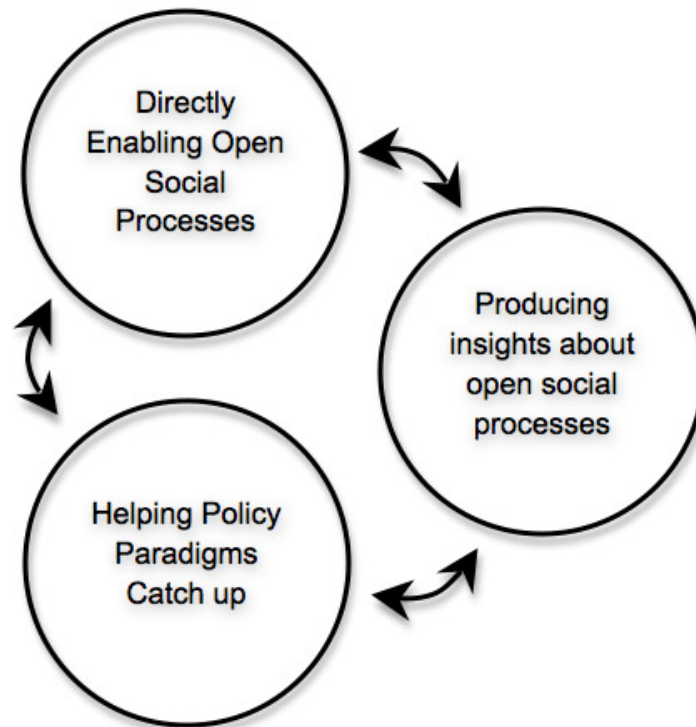 Directly
Enabling Open
Social
Processes
Producing
insights about
open social
processes
Helping Policy
Paradigms
Catch up